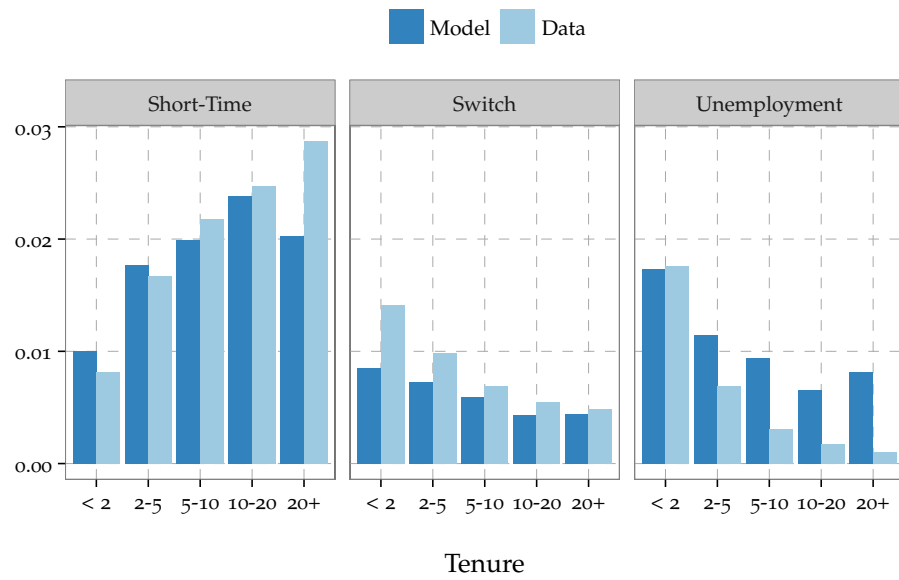 Model Data
Short-Time Switch Unemployment
0.03
0.02
0.01
0.00
< 2 2-5 5-10 10-20 20+ < 2 2-5 5-10 10-20 20+ < 2 2-5 5-10 10-20 20+
Tenure